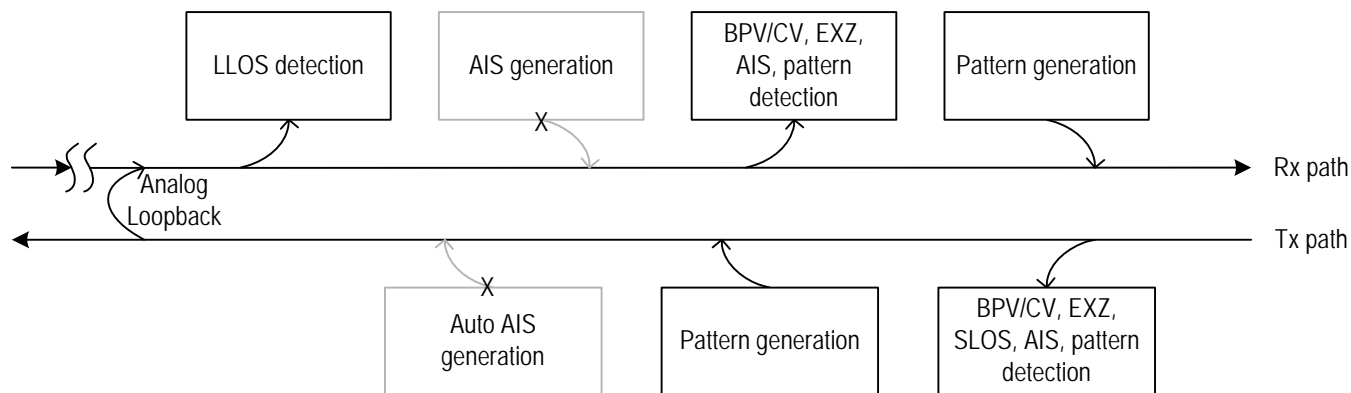 LLOS detection
AIS generation
BPV/CV, EXZ,
AIS, pattern
detection
Pattern generation
X
Rx path
Analog
Loopback
Tx path
X
Auto AIS
generation
Pattern generation
BPV/CV, EXZ,
SLOS, AIS, pattern
detection